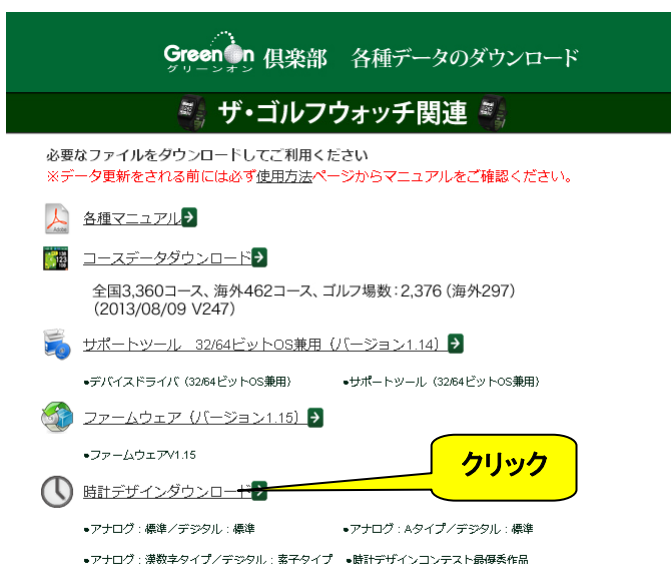 GreenOn 倶楽部 各種データのダウンロード
グリーンオン
ザ・ゴルフウォッチ関連
必要なファイルをダウンロードしてご利用ください
※データ更新をされる前には必ず使用方法ページからマニュアルをご確認ください。
各種マニュアル
コースデータダウンロード
全国3,360コース、海外462コース、ゴルフ場数：2,376（海外297）
（2013/08/09 V247）
サポートツール 32/64ビットOS兼用（バージョン1.14）
•デバイスドライバ（32/64ビットOS兼用） •サポートツール（32/64ビットOS兼用）
ファームウェア（バージョン1.15）
•ファームウェアV1.15
クリック
時計デザインダウンロード
•アナログ：標準／デジタル：標準 •アナログ：Aタイプ／デジタル：標準
•アナログ：漢数字タイプ／デジタル：素子タイプ •時計デザインコンテスト最優秀作品